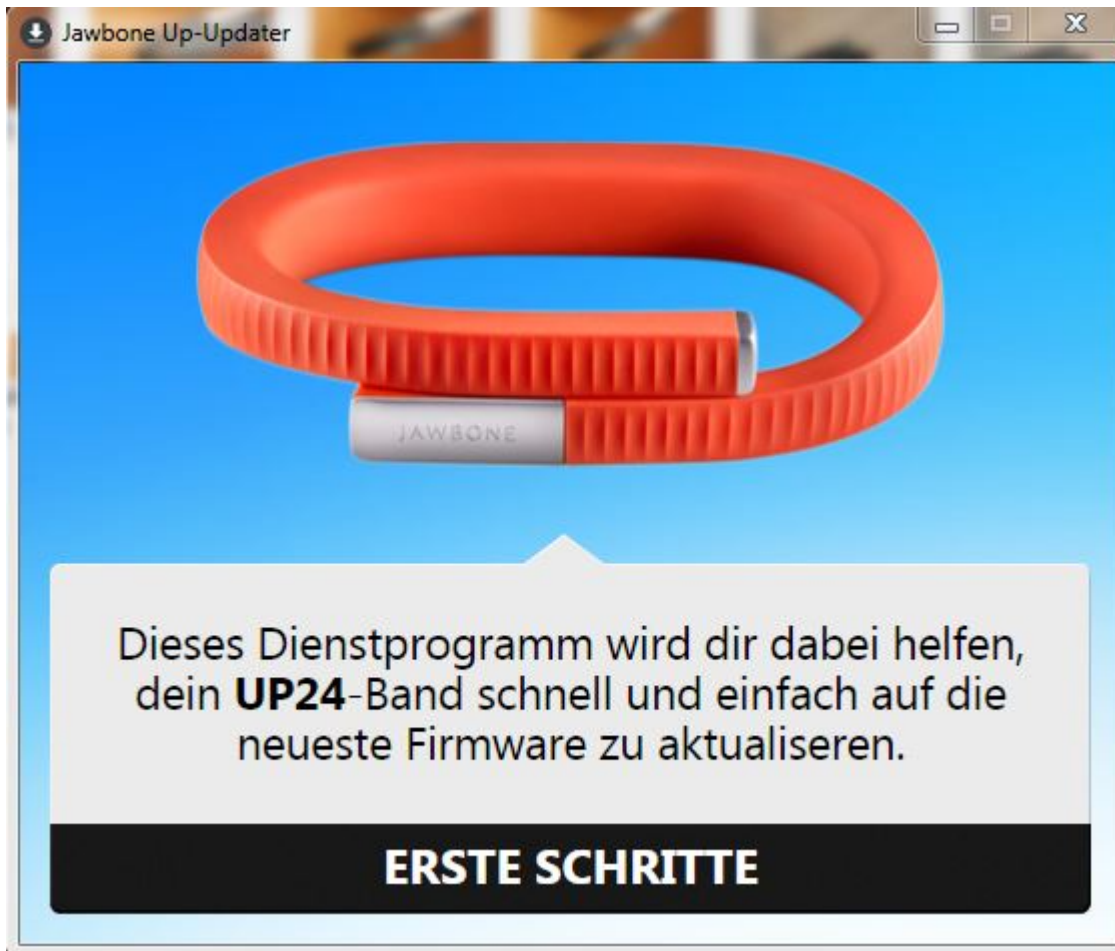 Jawbone Up-Updater
JAWBONE
Dieses Dienstprogramm wird dir dabei helfen,
dein UP24-Band schnell und einfach auf die
neueste Firmware zu aktualiseren.
ERSTE SCHRITTE